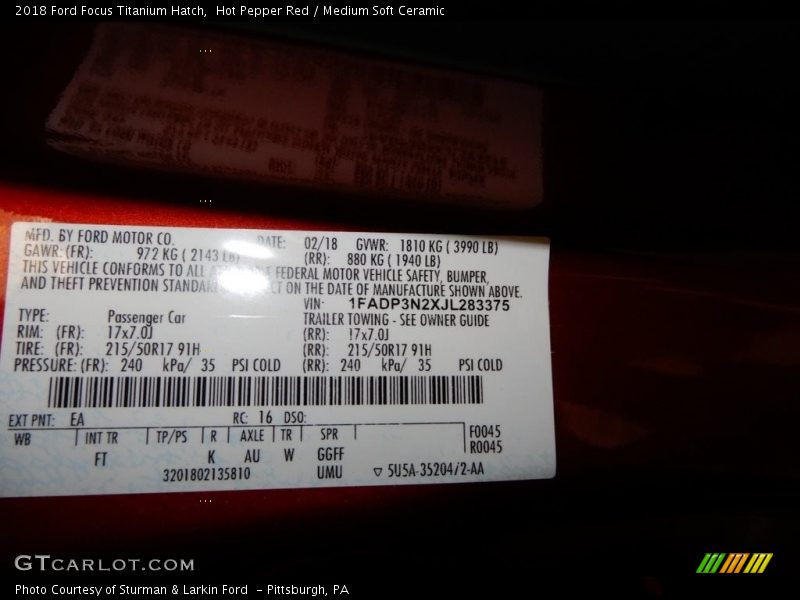 2018 Ford Focus Titanium Hatch,  Hot Pepper Red / Medium Soft Ceramic
MFD. BY FORD MOTOR CO. DATE: 02/18 GVWR: 1810 KG ( 3990 LB)
GAWR: (FR): 972 KG ( 2143 LB) (RR): 880 KG ( 1940 LB)
THIS VEHICLE CONFORMS TO ALL FEDERAL MOTOR VEHICLE SAFETY, BUMPER,
AND THEFT PREVENTION ON THE DATE OF MANUFACTURE SHOWN ABOVE.
VIN: 1FADP3N2XJL283375
TYPE: Passenger Car TRAILER TOWING - SEE OWNER GUIDE
RIM: (FR): 17x7.0J (RR): 17x7.0J
TIRE: (FR): 215/50R17 91H (RR): 215/50R17 91H
PRESSURE: (FR): 240 kPa/ 35 PSI COLD (RR): 240 kPa/ 35 PSI COLD
EXT PNT: EA RC: 16 DSO:
WB INT TR TP/PS R AXLE TR SPR F0045
R0045
FT K AU W GGFF
3201802135810 UMU ▽ 5U5A-35204/2-AA
GTCARLOT.COM
Photo Courtesy of Sturman & Larkin Ford  - Pittsburgh, PA